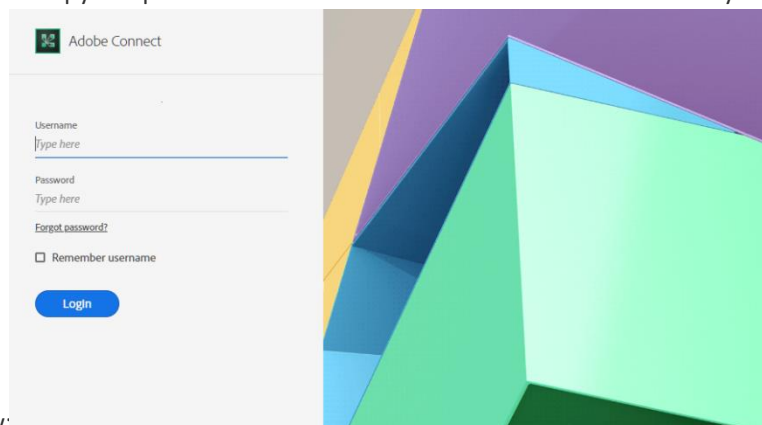 Adobe Connect
Username
Type here
Password
Type here
Forgot password?
Remember username
Login